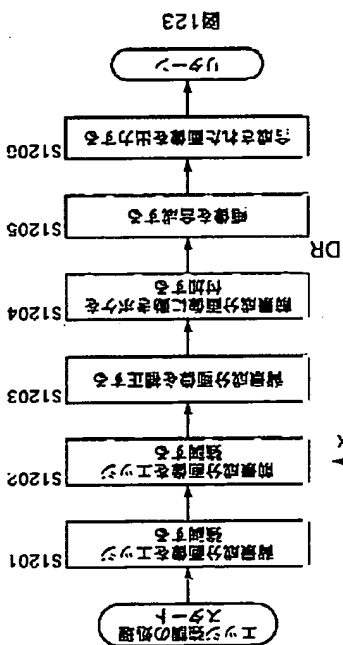 エッジ強調の処理
スタート
S1201
背景成分画像をエッジ
強調する
S1202
前景成分画像をエッジ
強調する
S1203
背景成分画像を補正する
S1204
前景成分画像に動きボケを
付加する
S1205
画像を合成する
S1206
合成された画像を出力する
リターン
図123
DR
X